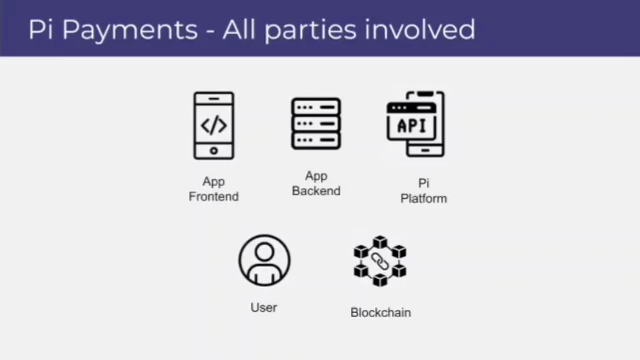 Pi Payments - All parties involved
</>
API
App
Frontend
App
Backend
Pi
Platform
User
Blockchain